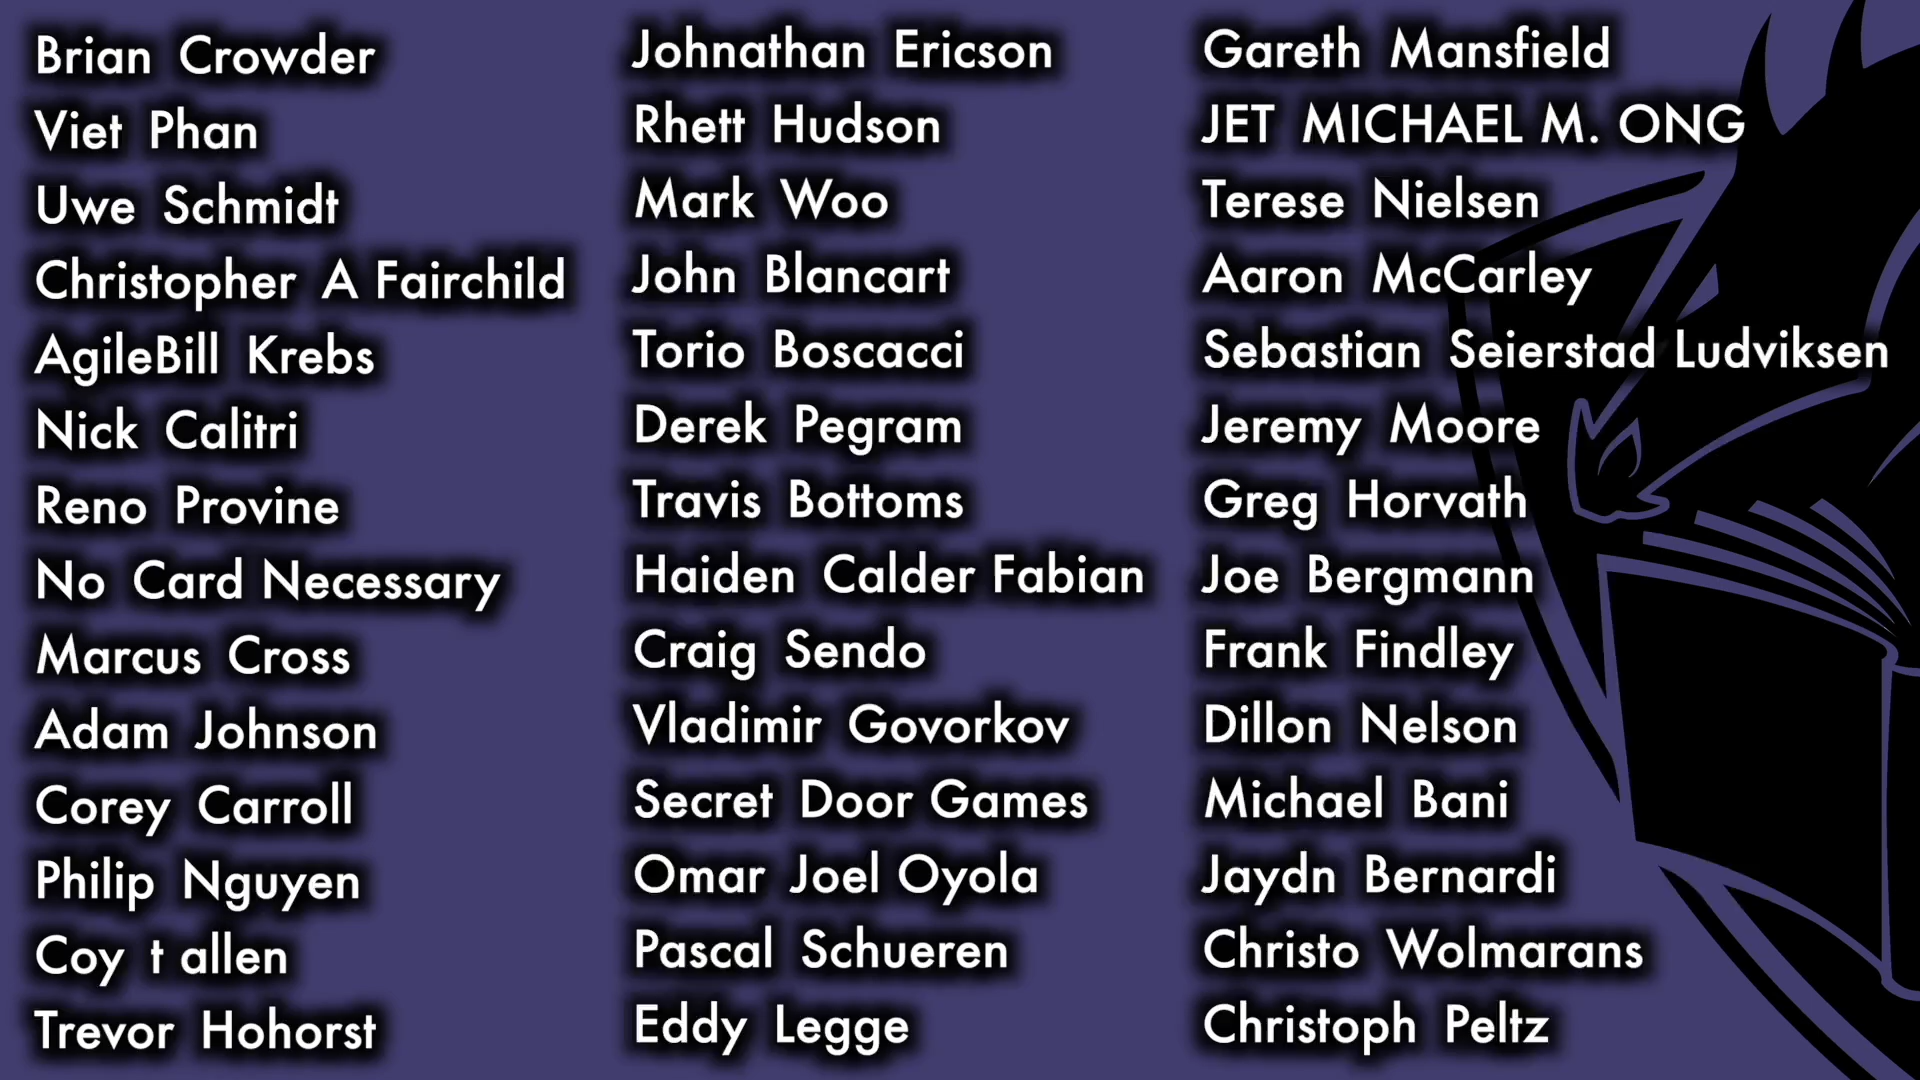 Brian Crowder
Viet Phan
Uwe Schmidt
Christopher A Fairchild
AgileBill Krebs
Nick Calitri
Reno Provine
No Card Necessary
Marcus Cross
Adam Johnson
Corey Carroll
Philip Nguyen
Coy t allen
Trevor Hohorst
Johnathan Ericson
Rhett Hudson
Mark Woo
John Blancart
Torio Boscacci
Derek Pegram
Travis Bottoms
Haiden Calder Fabian
Craig Sendo
Vladimir Govorkov
Secret Door Games
Omar Joel Oyola
Pascal Schueren
Eddy Legge
Gareth Mansfield
JET MICHAEL M. ONG
Terese Nielsen
Aaron McCarley
Sebastian Seierstad Ludviksen
Jeremy Moore
Greg Horvath
Joe Bergmann
Frank Findley
Dillon Nelson
Michael Bani
Jaydn Bernardi
Christo Wolmarans
Christoph Peltz